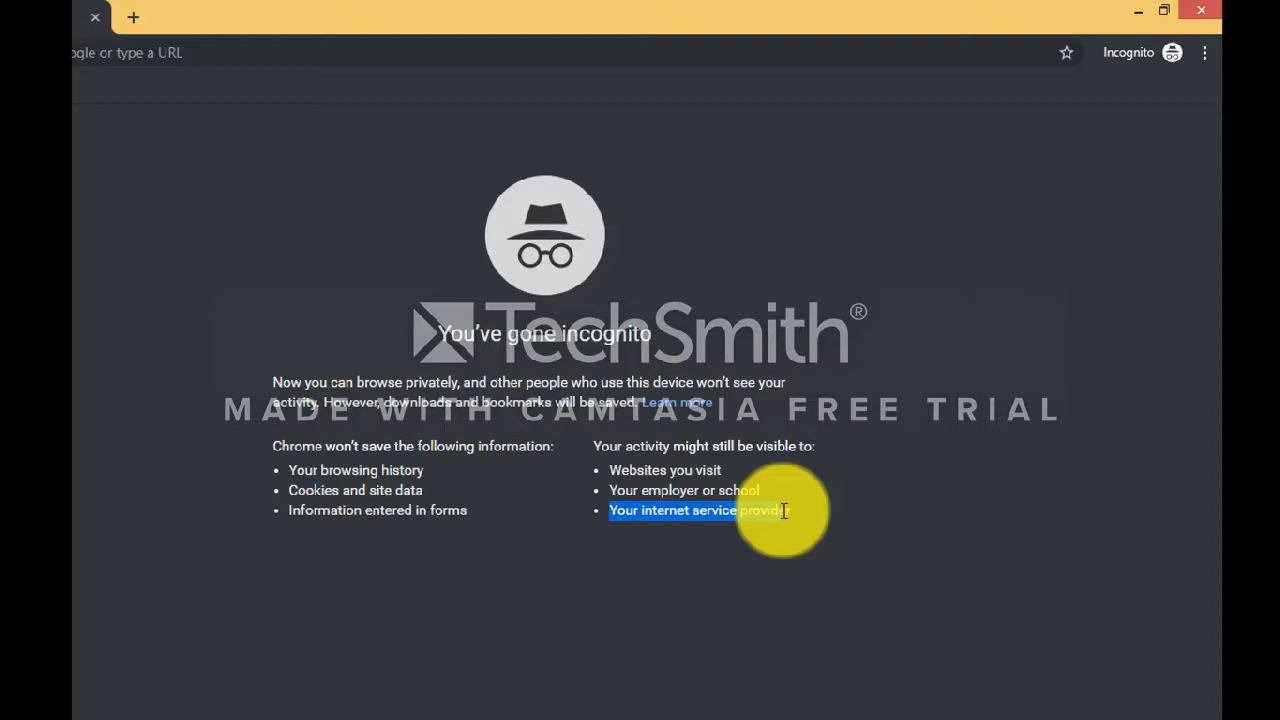 ogle or type a URL
Incognito
You've gone incognito
TechSmith®
MADE WITH CAMTASIA FREE TRIAL
Now you can browse privately, and other people who use this device won't see your
activity. However, downloads and bookmarks will be saved. Learn more
Chrome won't save the following information:
• Your browsing history
• Cookies and site data
• Information entered in forms
Your activity might still be visible to:
• Websites you visit
• Your employer or school
• Your internet service provider